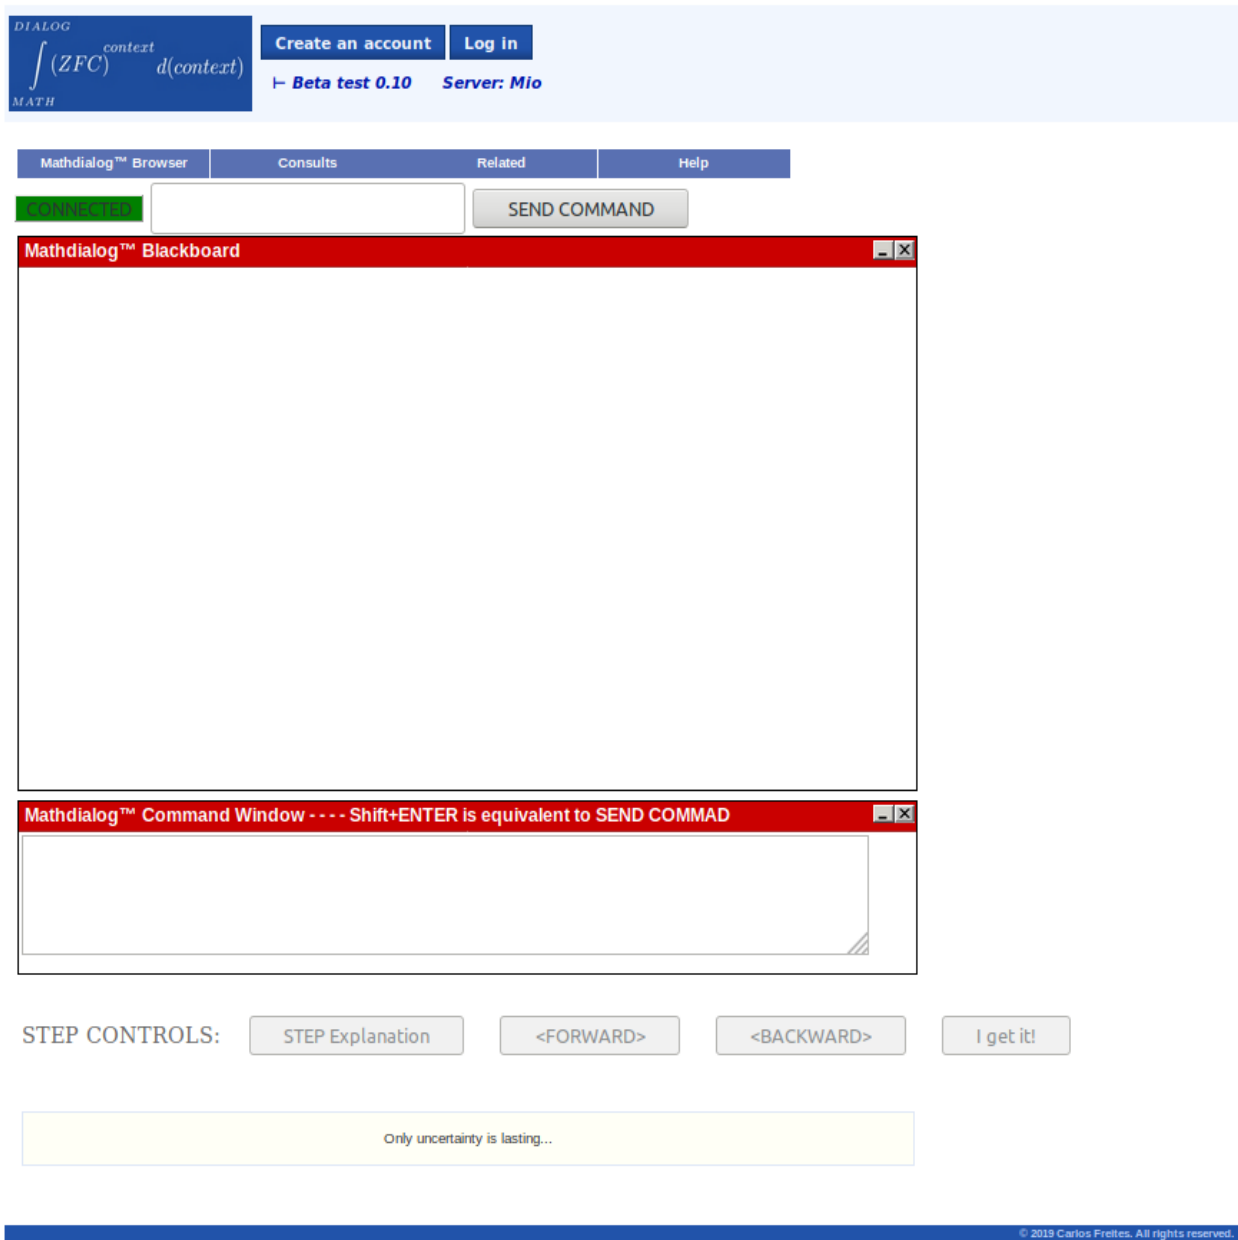 DIALOG
∫ (ZFC)^context d(context)
MATH
Create an account Log in
⊢ Beta test 0.10 Server: Mio
Mathdialog™ Browser Consults Related Help
CONNECTED SEND COMMAND
Mathdialog™ Blackboard
Mathdialog™ Command Window - - - - Shift+ENTER is equivalent to SEND COMMAD
STEP CONTROLS: STEP Explanation <FORWARD> <BACKWARD> I get it!
Only uncertainty is lasting...
© 2019 Carlos Freites. All rights reserved.